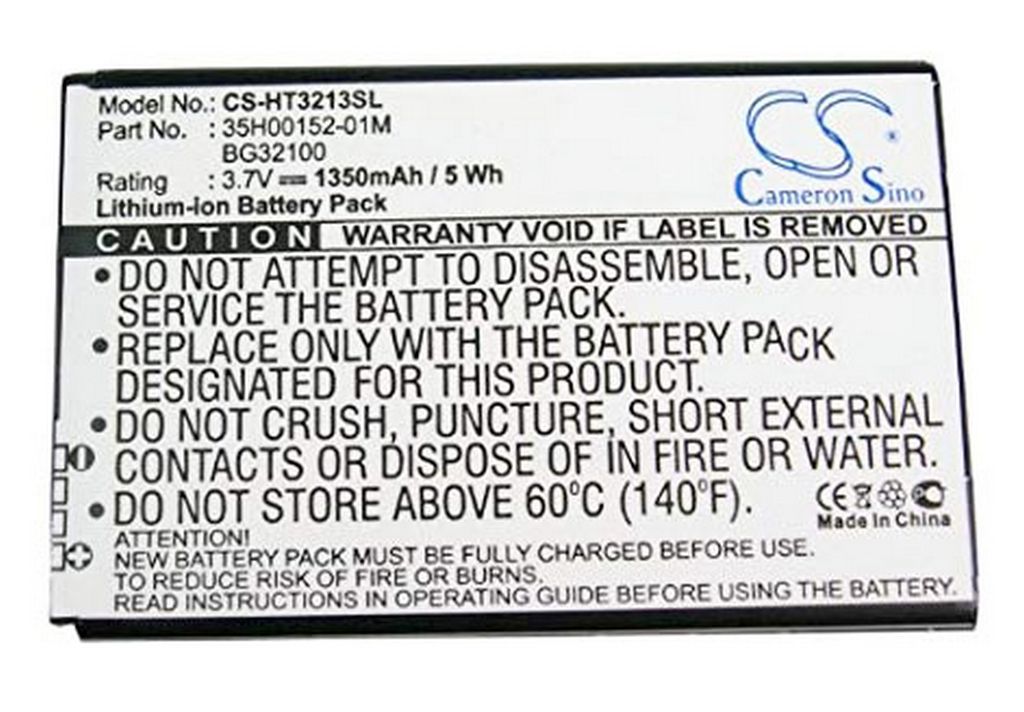 Model No.: CS-HT3213SL
Part No. : 35H00152-01M
BG32100
Rating : 3.7V 1350mAh / 5 Wh
Lithium-ion Battery Pack
CS
Cameron Sino
CAUTION WARRANTY VOID IF LABEL IS REMOVED
• DO NOT ATTEMPT TO DISASSEMBLE, OPEN OR
SERVICE THE BATTERY PACK.
• REPLACE ONLY WITH THE BATTERY PACK
DESIGNATED FOR THIS PRODUCT.
• DO NOT CRUSH, PUNCTURE, SHORT EXTERNAL
CONTACTS OR DISPOSE OF IN FIRE OR WATER.
• DO NOT STORE ABOVE 60°C (140°F).
CE
Made In China
ATTENTION!
NEW BATTERY PACK MUST BE FULLY CHARGED BEFORE USE.
TO REDUCE RISK OF FIRE OR BURNS.
READ INSTRUCTIONS IN OPERATING GUIDE BEFORE USING BATTERY.